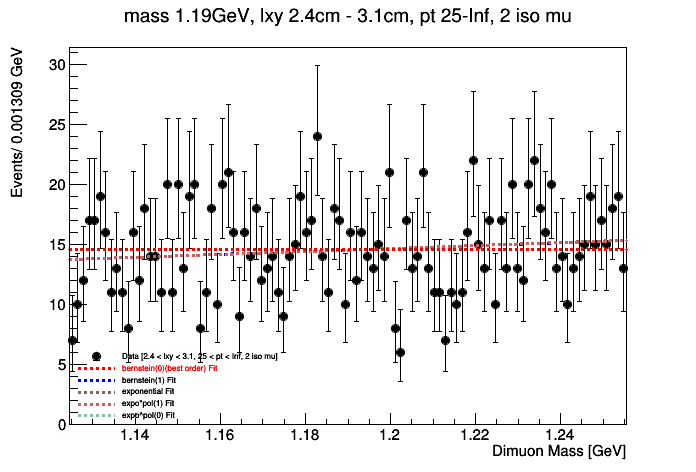 mass 1.19GeV, lxy 2.4cm - 3.1cm, pt 25-Inf, 2 iso mu
Events/ 0.001309 GeV
30
25
20
15
10
5
0
Data [2.4 < lxy < 3.1, 25 < pt < Inf, 2 iso mu]
bernstein(0)(best order) Fit
bernstein(1) Fit
exponential Fit
expo*pol(1) Fit
exp^pol(0) Fit
1.14 1.16 1.18 1.2 1.22 1.24
Dimuon Mass [GeV]